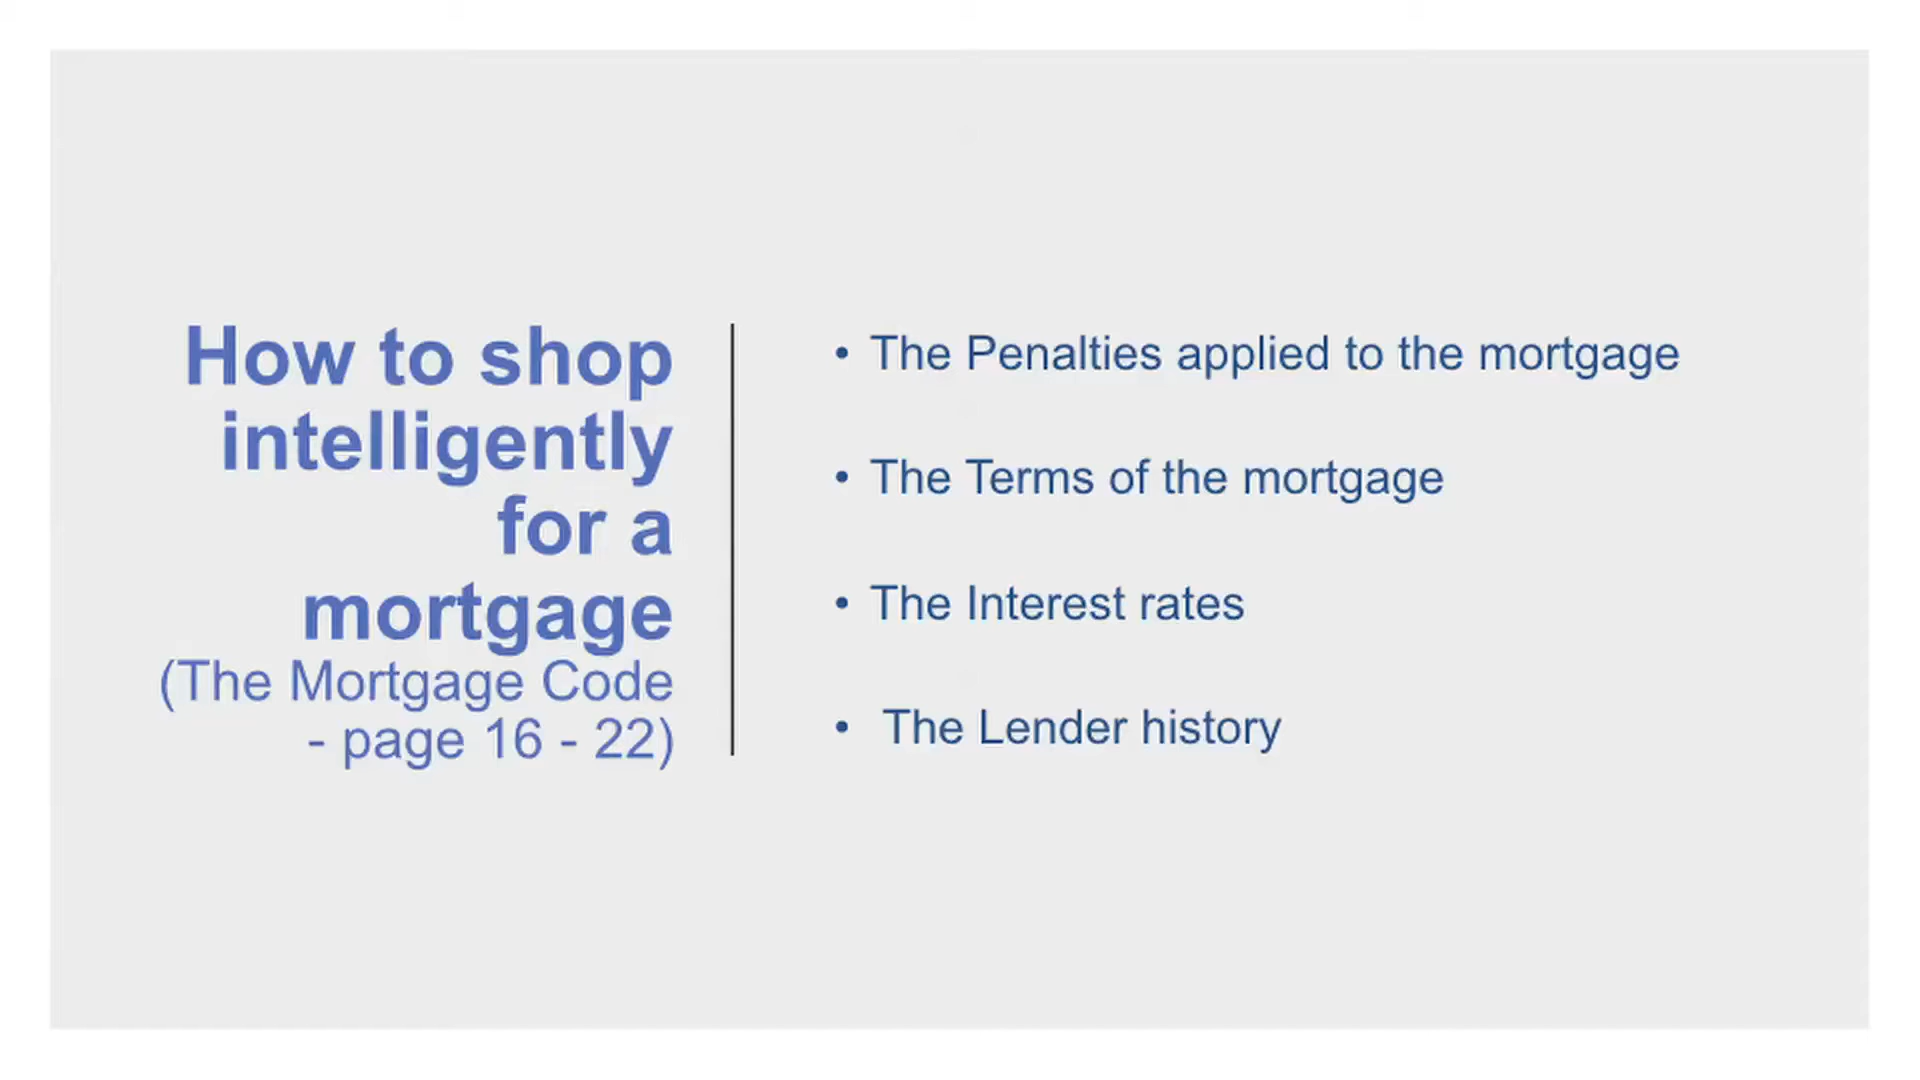 How to shop
intelligently
for a
mortgage
(The Mortgage Code
- page 16 - 22)
• The Penalties applied to the mortgage
• The Terms of the mortgage
• The Interest rates
• The Lender history